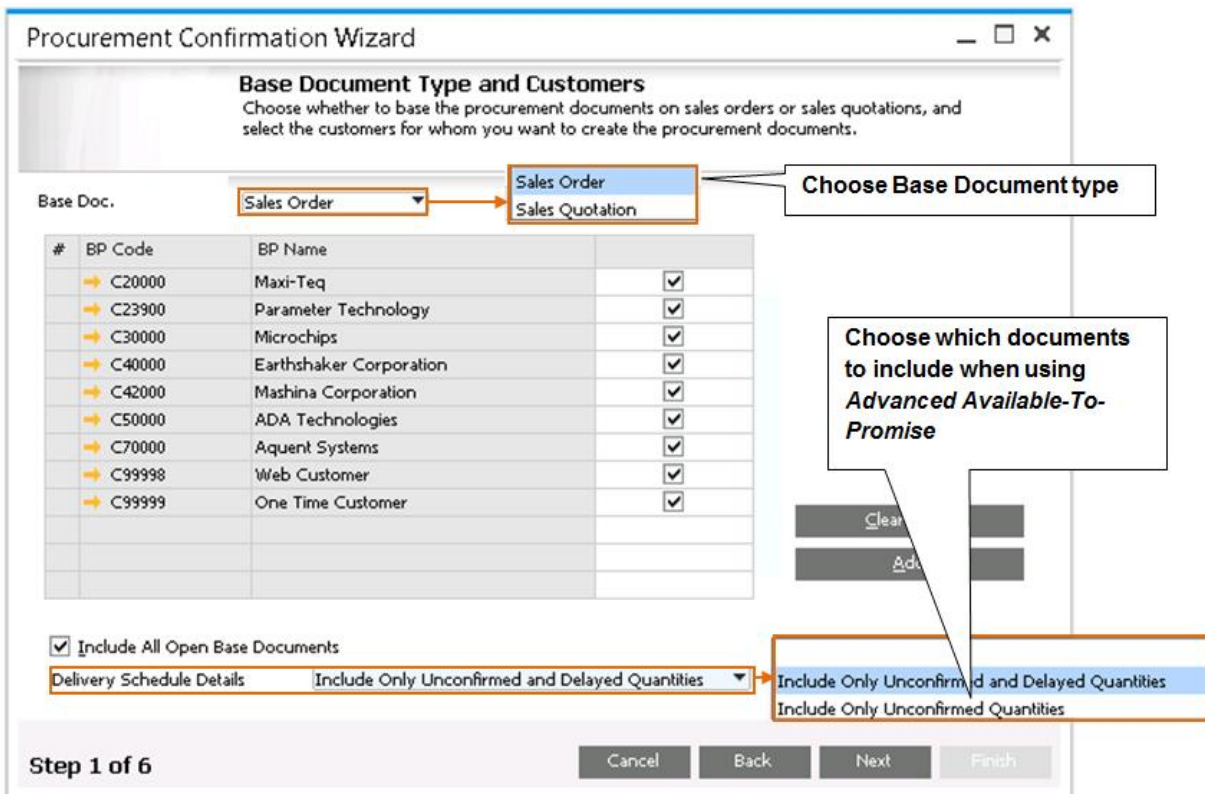 Procurement Confirmation Wizard
Base Document Type and Customers
Choose whether to base the procurement documents on sales orders or sales quotations, and
select the customers for whom you want to create the procurement documents.
Base Doc.
Sales Order
Sales Order
Sales Quotation
Choose Base Document type
# BP Code BP Name
C20000 Maxi-Teq
C23900 Parameter Technology
C30000 Microchips
C40000 Earthshaker Corporation
C42000 Mashina Corporation
C50000 ADA Technologies
C70000 Aquent Systems
C99998 Web Customer
C99999 One Time Customer
Choose which documents
to include when using
Advanced Available-To-
Promise
Include All Open Base Documents
Delivery Schedule Details Include Only Unconfirmed and Delayed Quantities
Include Only Unconfirmed and Delayed Quantities
Include Only Unconfirmed Quantities
Step 1 of 6
Cancel Back Next Finish